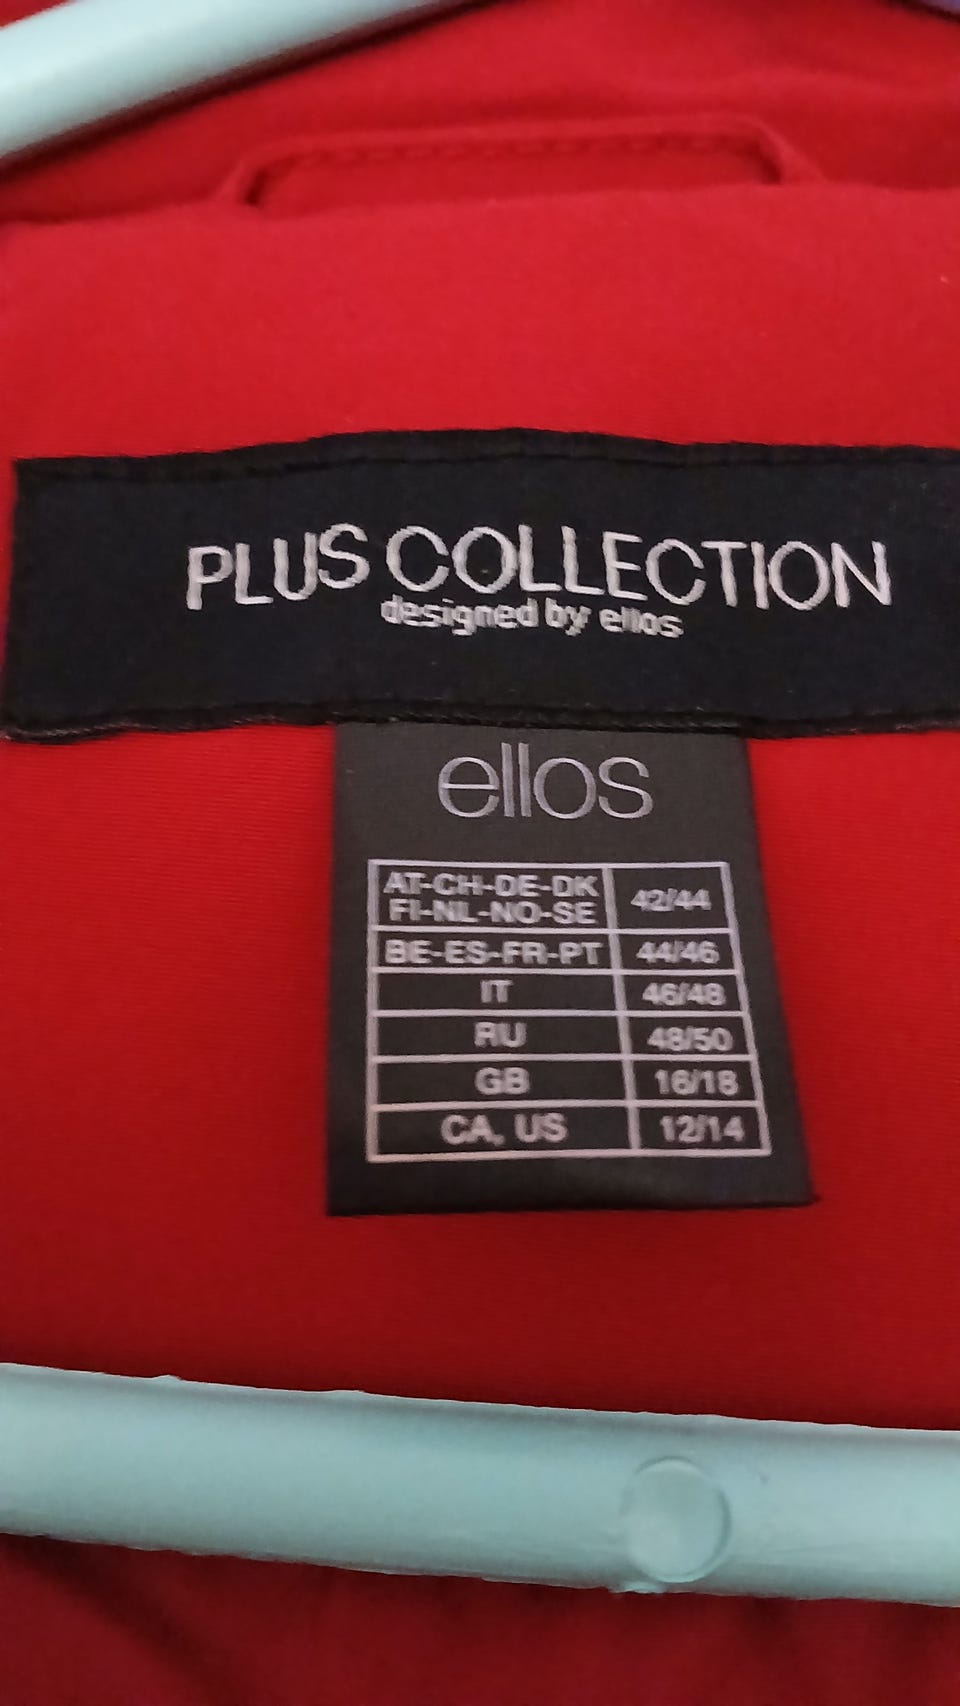 PLUS COLLECTION
designed by ellos
ellos
AT-CH-DE-DK
FI-NL-NO-SE 42/44
BE-ES-FR-PT 44/46
IT 46/48
RU 48/50
GB 16/18
CA, US 12/14